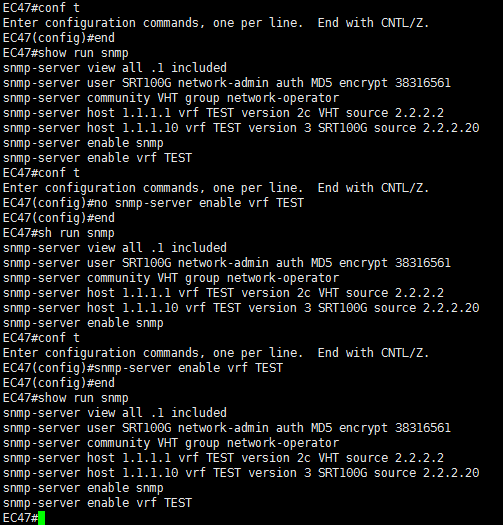 EC47#conf t
Enter configuration commands, one per line.  End with CNTL/Z.
EC47(config)#end
EC47#show run snmp
snmp-server view all .1 included
snmp-server user SRT100G network-admin auth MD5 encrypt 38316561
snmp-server community VHT group network-operator
snmp-server host 1.1.1.1 vrf TEST version 2c VHT source 2.2.2.2
snmp-server host 1.1.1.10 vrf TEST version 3 SRT100G source 2.2.2.20
snmp-server enable snmp
snmp-server enable vrf TEST
EC47#conf t
Enter configuration commands, one per line.  End with CNTL/Z.
EC47(config)#no snmp-server enable vrf TEST
EC47(config)#end
EC47#sh run snmp
snmp-server view all .1 included
snmp-server user SRT100G network-admin auth MD5 encrypt 38316561
snmp-server community VHT group network-operator
snmp-server host 1.1.1.1 vrf TEST version 2c VHT source 2.2.2.2
snmp-server host 1.1.1.10 vrf TEST version 3 SRT100G source 2.2.2.20
snmp-server enable snmp
EC47#conf t
Enter configuration commands, one per line.  End with CNTL/Z.
EC47(config)#snmp-server enable vrf TEST
EC47(config)#end
EC47#show run snmp
snmp-server view all .1 included
snmp-server user SRT100G network-admin auth MD5 encrypt 38316561
snmp-server community VHT group network-operator
snmp-server host 1.1.1.1 vrf TEST version 2c VHT source 2.2.2.2
snmp-server host 1.1.1.10 vrf TEST version 3 SRT100G source 2.2.2.20
snmp-server enable snmp
snmp-server enable vrf TEST
EC47#